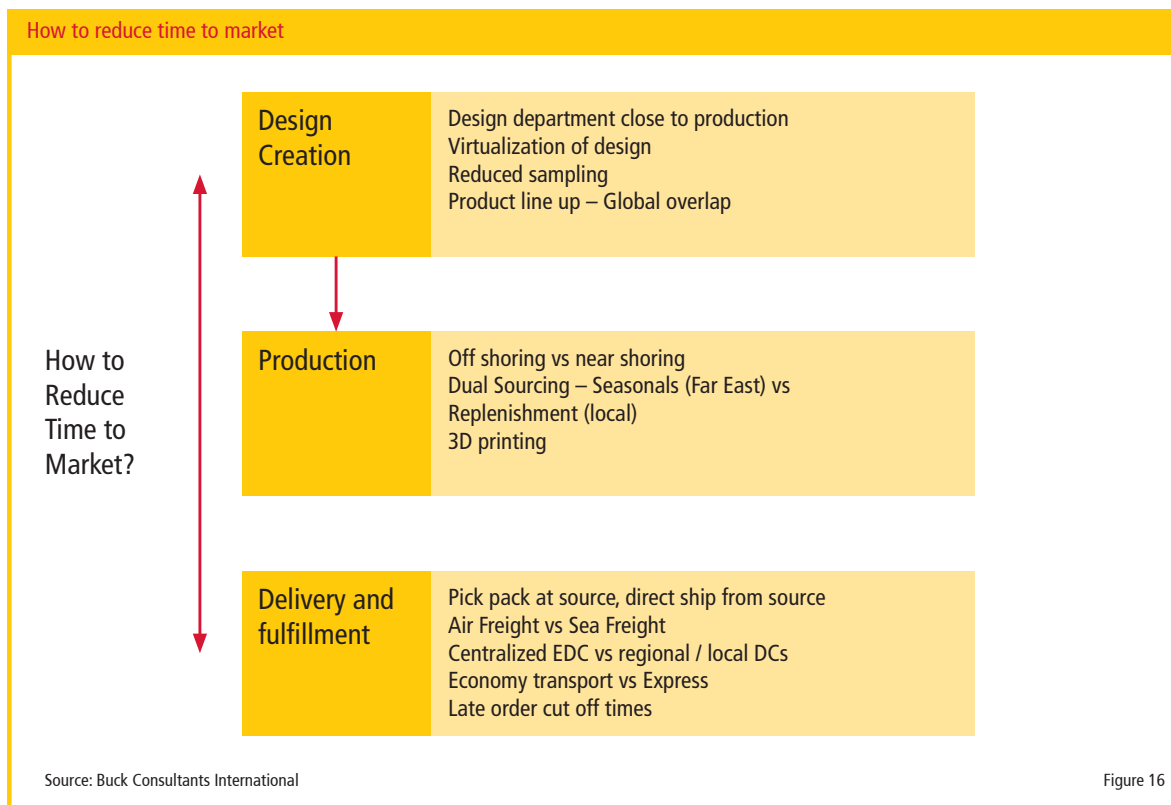 How to reduce time to market
Design
Creation
Design department close to production
Virtualization of design
Reduced sampling
Product line up – Global overlap
How to
Reduce
Time to
Market?
Production
Off shoring vs near shoring
Dual Sourcing – Seasonals (Far East) vs
Replenishment (local)
3D printing
Delivery and
fulfillment
Pick pack at source, direct ship from source
Air Freight vs Sea Freight
Centralized EDC vs regional / local DCs
Economy transport vs Express
Late order cut off times
Source: Buck Consultants International
Figure 16